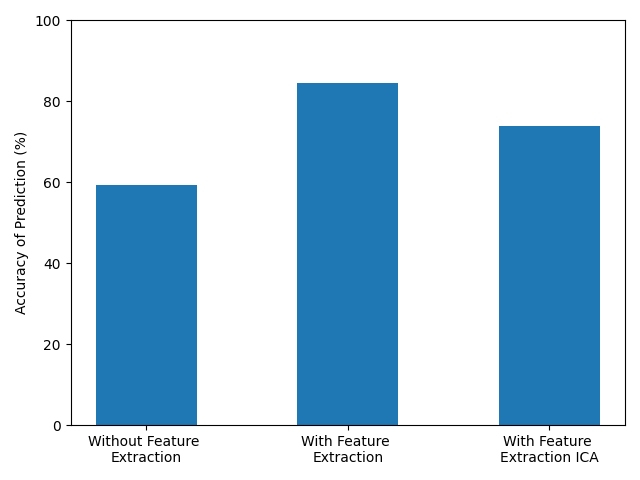 Accuracy of Prediction (%)
100
80
60
40
20
0
Without Feature
Extraction
With Feature
Extraction
With Feature
Extraction ICA